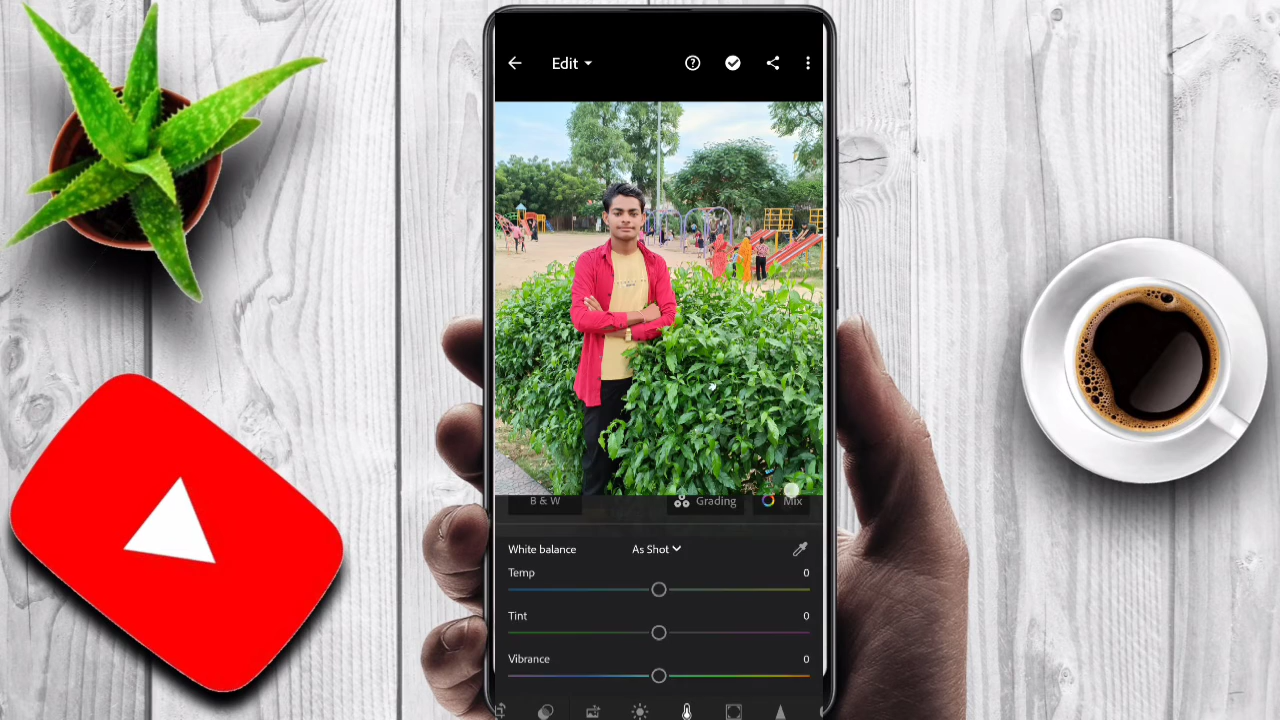 Edit
B & W
Grading
Mix
White balance
As Shot
Temp
0
Tint
0
Vibrance
0